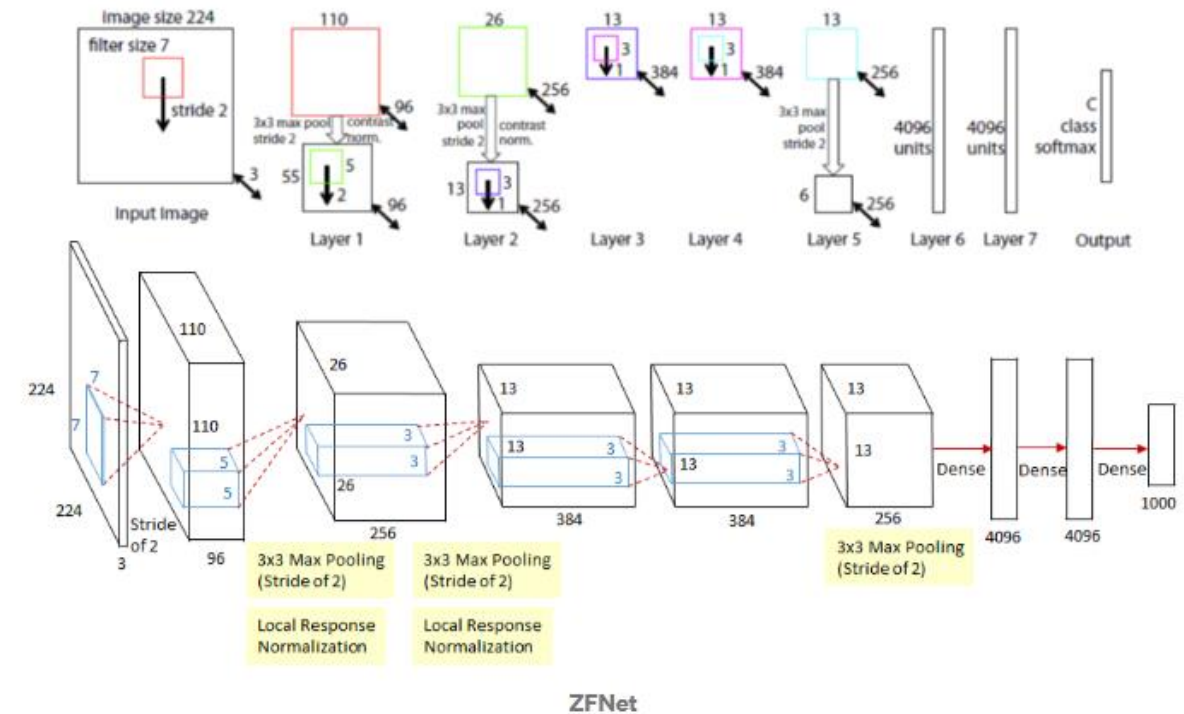 Image size 224
110
26
13
13
13
filter size 7
stride 2
3
Input Image
96
3x3 max pool
stride 2
contrast
norm.
55
5
2
96
Layer 1
256
3x3 max
pool
stride 2
contrast
norm.
13
3
1
256
Layer 2
3
1
384
Layer 3
3
1
384
Layer 4
256
3x3 max
pool
stride 2
6
256
Layer 5
4096
units
Layer 6
4096
units
Layer 7
C
class
softmax
Output
224
7
7
224
3
Stride
of 2
110
110
5
5
96
26
3
3
26
256
13
13
3
3
384
13
13
3
3
384
13
13
256
Dense
4096
Dense
4096
Dense
1000
3x3 Max Pooling
(Stride of 2)
Local Response
Normalization
3x3 Max Pooling
(Stride of 2)
Local Response
Normalization
3x3 Max Pooling
(Stride of 2)
ZFNet